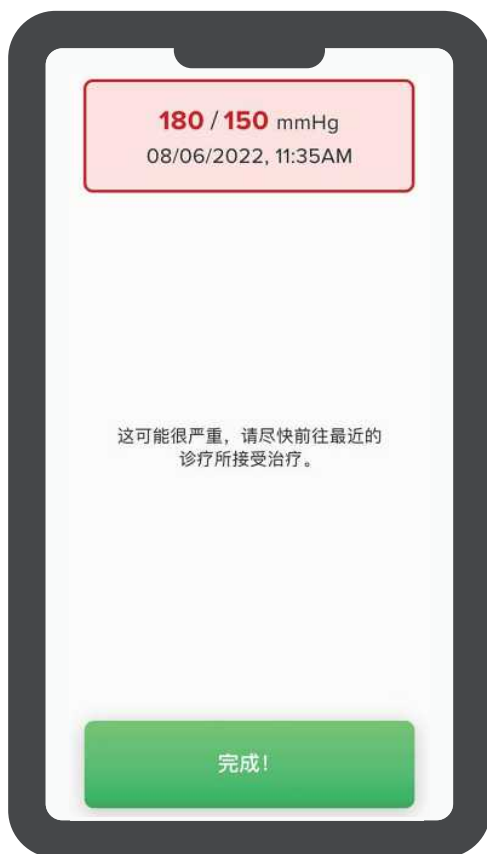 180 / 150 mmHg
08/06/2022, 11:35AM
这可能很严重，请尽快前往最近的
诊疗所接受治疗。
完成！